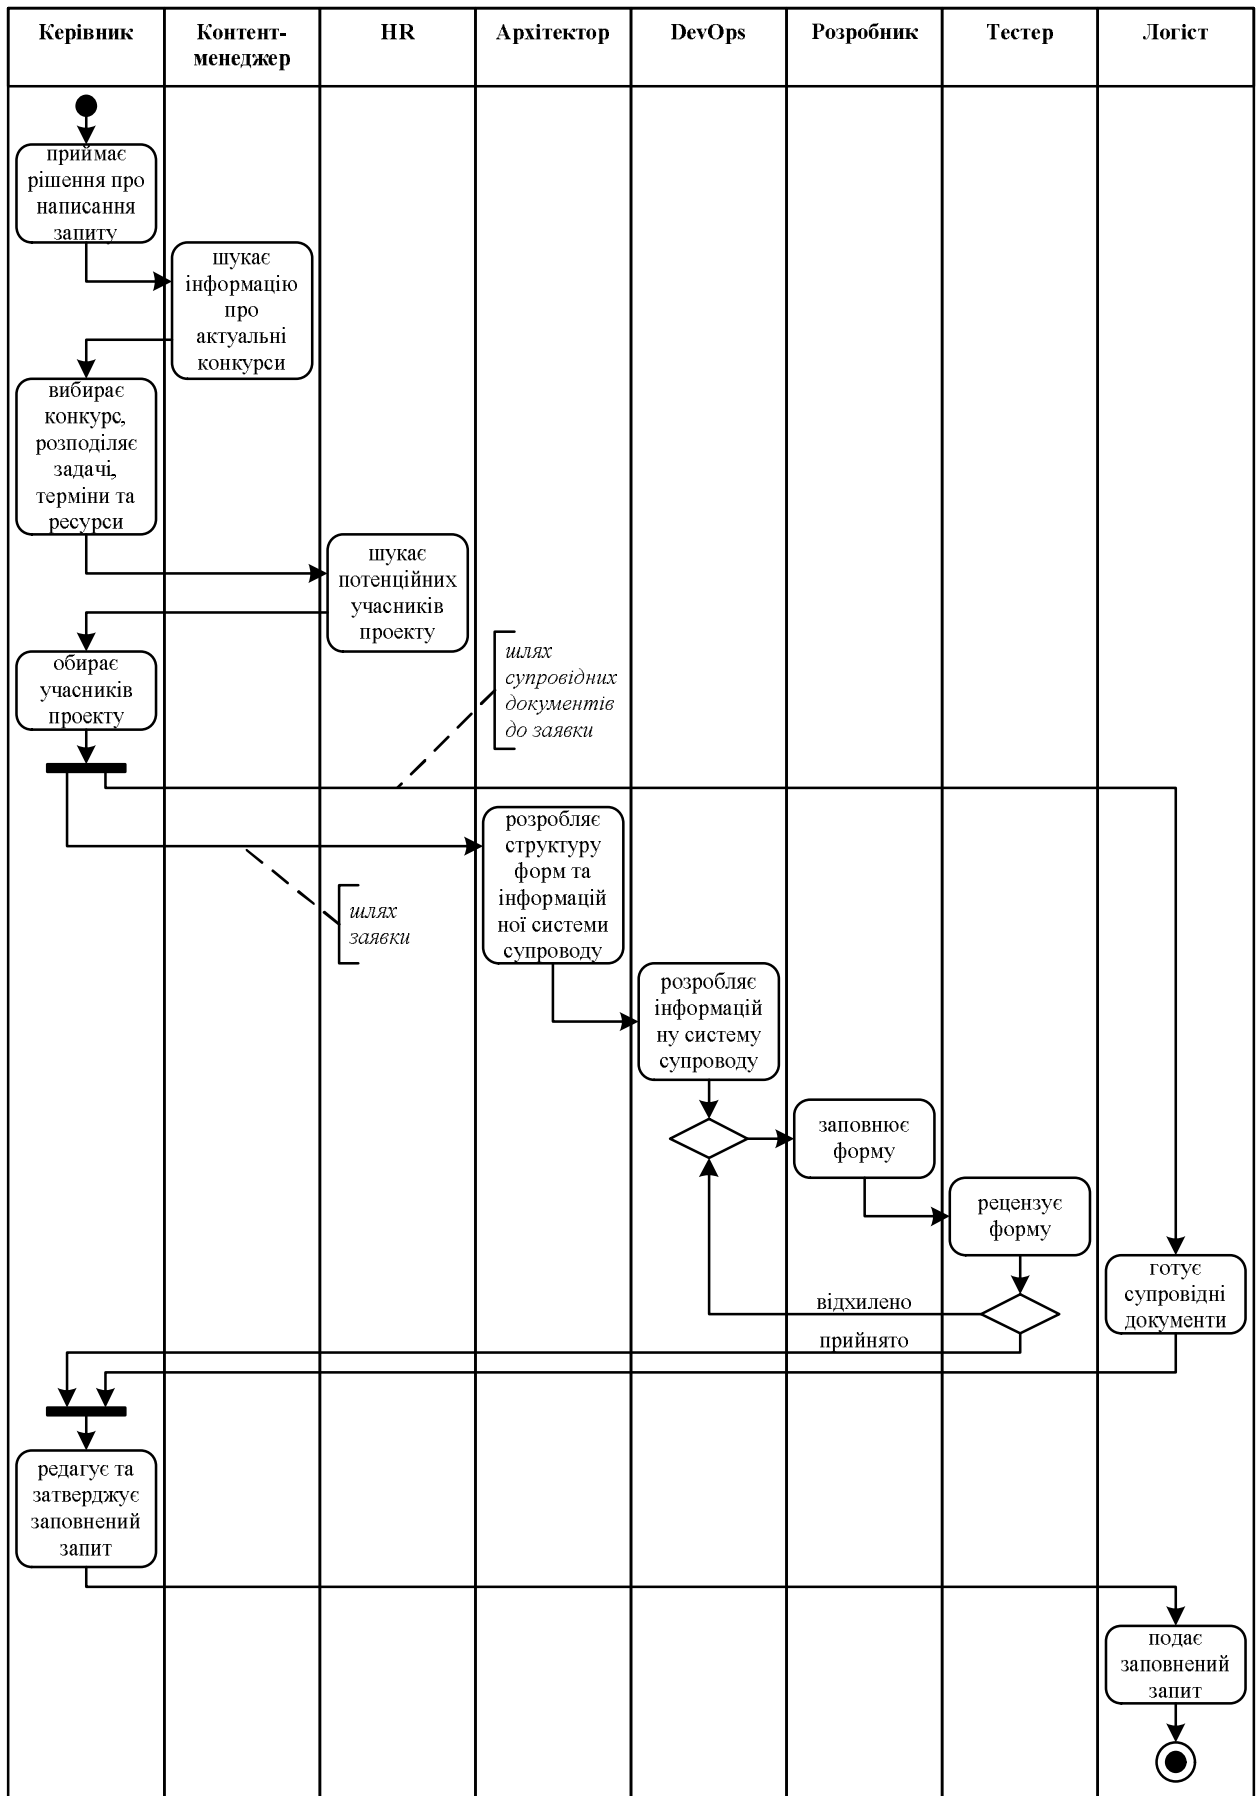 Керівник
Контент-
менеджер
HR
Архітектор
DevOps
Розробник
Тестер
Логіст
приймає
рішення про
написання
запиту
шукає
інформацію
про
актуальні
конкурси
вибирає
конкурс,
розподіляє
задачі,
терміни та
ресурси
шукає
потенційних
учасників
проекту
обирає
учасників
проекту
шлях
супровідних
документів
до заявки
розробляє
структуру
форм та
інформацій
ної системи
супроводу
шлях
заявки
розробляє
інформацій
ну систему
супроводу
заповнює
форму
рецензує
форму
готує
супровідні
документи
відхилено
прийнято
редагує та
затверджує
заповнений
запит
подає
заповнений
запит